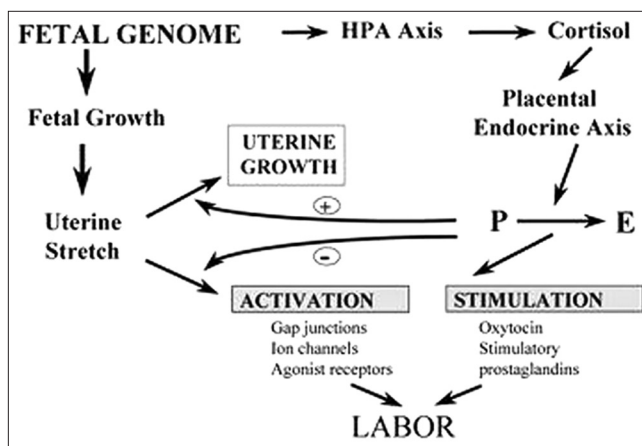 FETAL GENOME
HPA Axis
Cortisol
Fetal Growth
Placental
Endocrine Axis
UTERINE
GROWTH
Uterine
Stretch
+
P
E
-
ACTIVATION
Gap junctions
Ion channels
Agonist receptors
STIMULATION
Oxytocin
Stimulatory
prostaglandins
LABOR